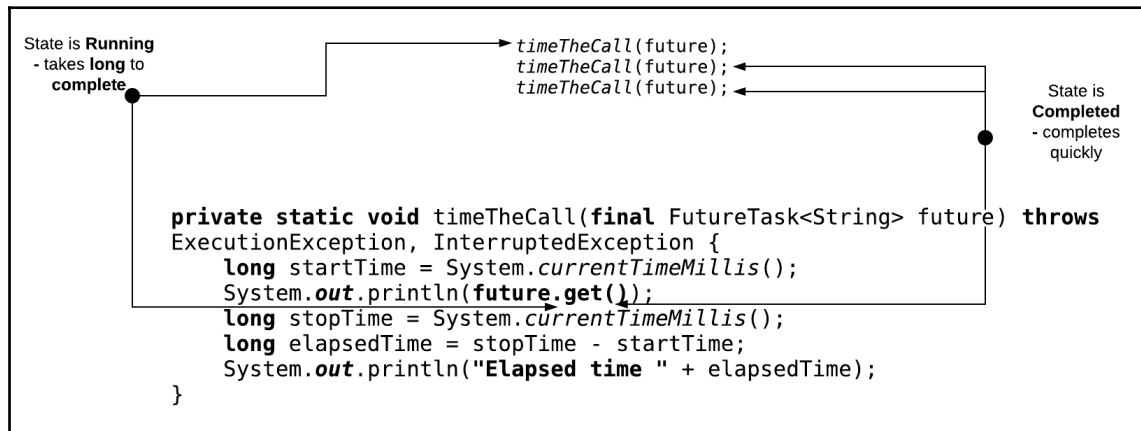 State is Running
- takes long to
complete
timeTheCall(future);
timeTheCall(future);
timeTheCall(future);
State is
Completed
- completes
quickly
private static void timeTheCall(final FutureTask<String> future) throws
ExecutionException, InterruptedException {
    long startTime = System.currentTimeMillis();
    System.out.println(future.get());
    long stopTime = System.currentTimeMillis();
    long elapsedTime = stopTime - startTime;
    System.out.println("Elapsed time " + elapsedTime);
}